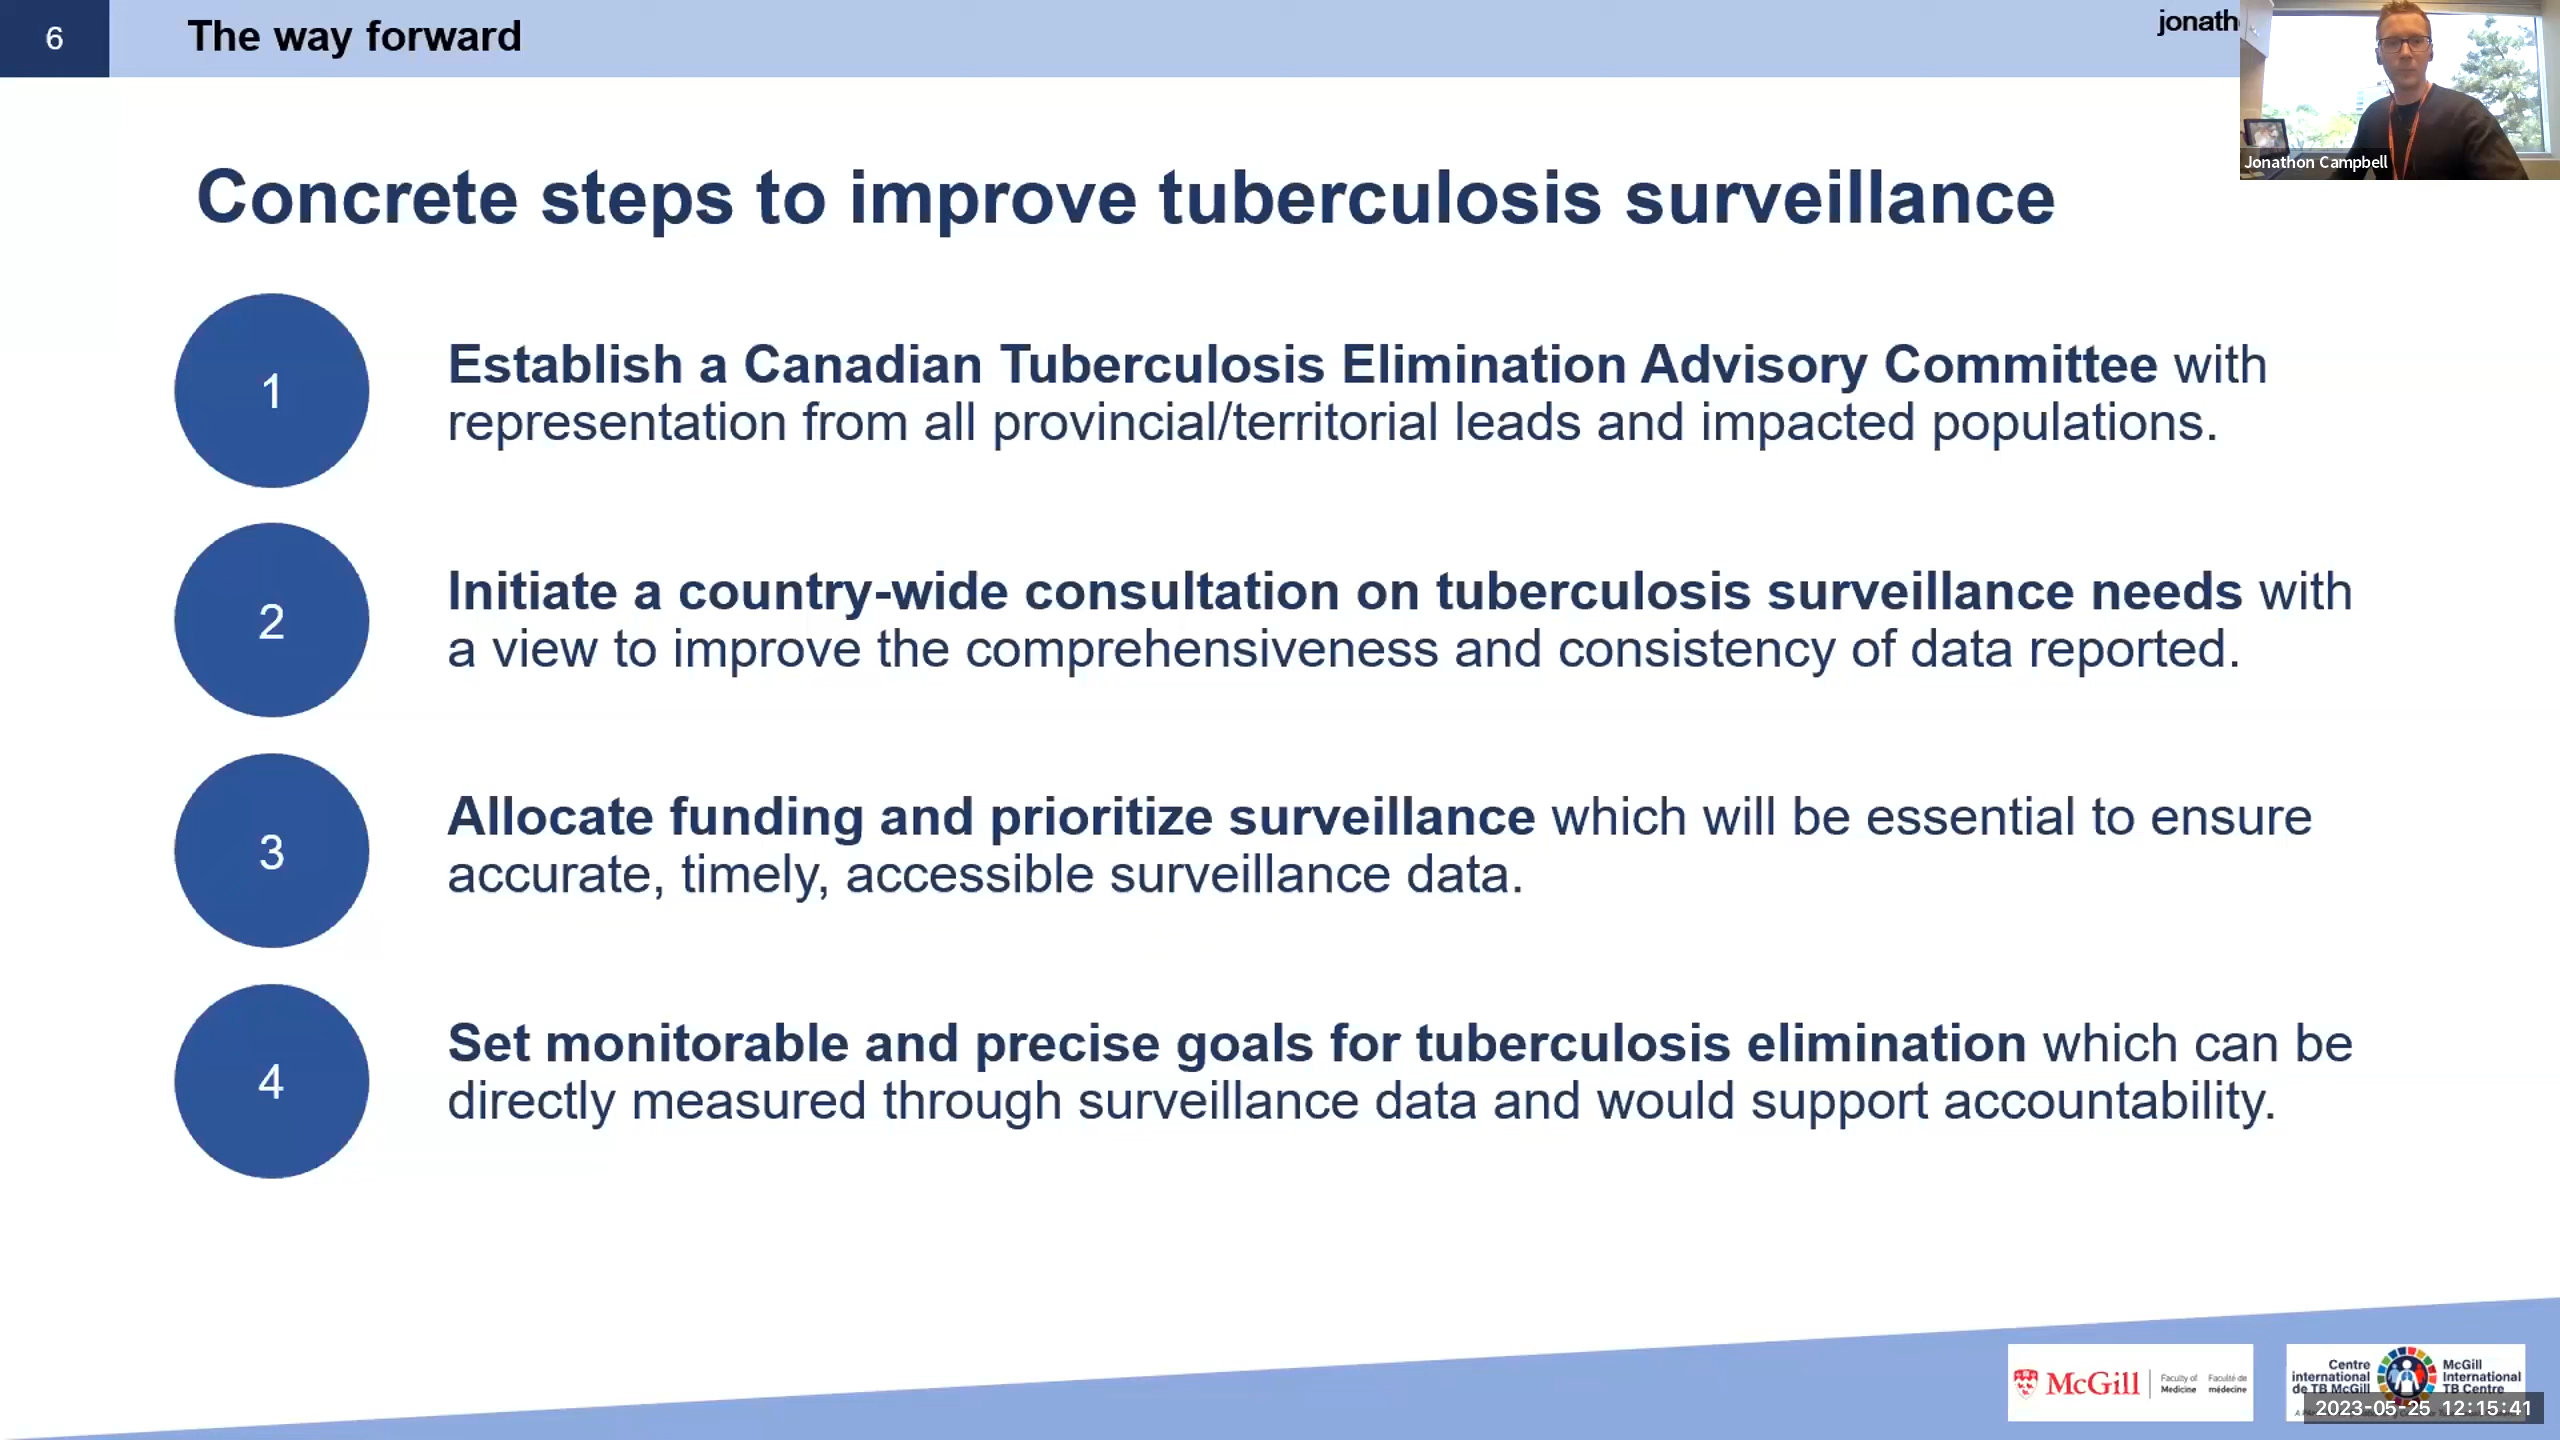 6
The way forward
jonath
Jonathon Campbell
Concrete steps to improve tuberculosis surveillance
1
Establish a Canadian Tuberculosis Elimination Advisory Committee with
representation from all provincial/territorial leads and impacted populations.
2
Initiate a country-wide consultation on tuberculosis surveillance needs with
a view to improve the comprehensiveness and consistency of data reported.
3
Allocate funding and prioritize surveillance which will be essential to ensure
accurate, timely, accessible surveillance data.
4
Set monitorable and precise goals for tuberculosis elimination which can be
directly measured through surveillance data and would support accountability.
McGill
Faculty of
Medicine
Faculté de
médecine
Centre
international
de TB McGill
McGill
International
TB Centre
2023-05-25 12:15:41